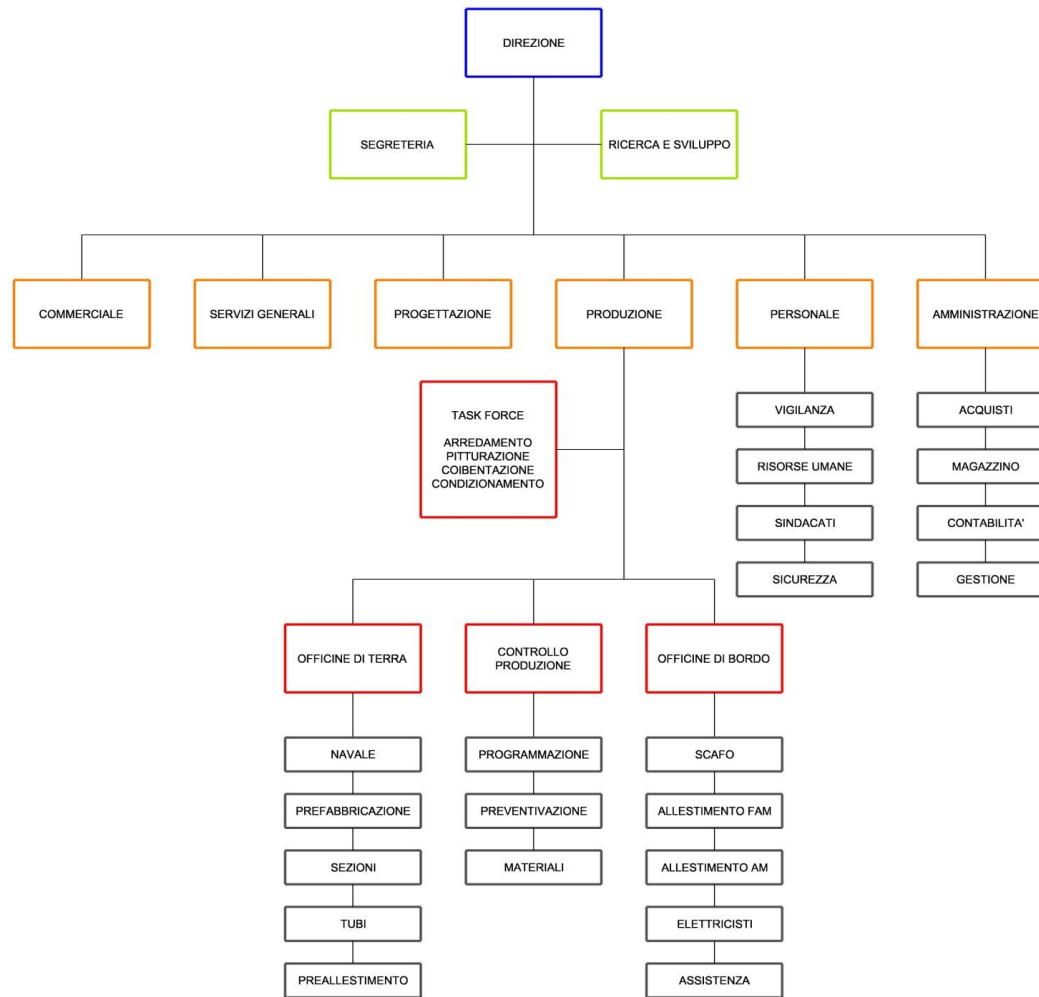 DIREZIONE
SEGRETERIA
RICERCA E SVILUPPO
COMMERCIALE
SERVIZI GENERALI
PROGETTAZIONE
PRODUZIONE
PERSONALE
AMMINISTRAZIONE
TASK FORCE
ARREDAMENTO
PITTURAZIONE
COIBENTAZIONE
CONDIZIONAMENTO
VIGILANZA
RISORSE UMANE
SINDACATI
SICUREZZA
ACQUISTI
MAGAZZINO
CONTABILITA'
GESTIONE
OFFICINE DI TERRA
CONTROLLO
PRODUZIONE
OFFICINE DI BORDO
NAVALE
PREFABBRICAZIONE
SEZIONI
TUBI
PREALLESTIMENTO
PROGRAMMAZIONE
PREVENTIVAZIONE
MATERIALI
SCAFO
ALLESTIMENTO FAM
ALLESTIMENTO AM
ELETTRICISTI
ASSISTENZA